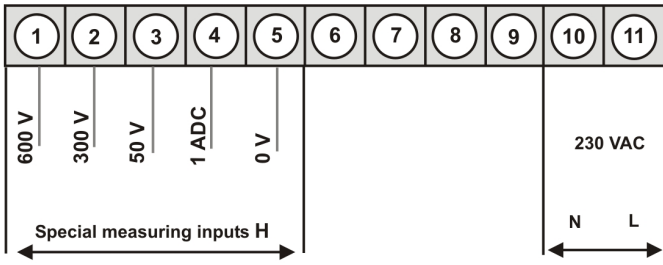 1 2 3 4 5 6 7 8 9 10 11
600 V 300 V 50 V 1 ADC 0 V
230 VAC
N L
Special measuring inputs H